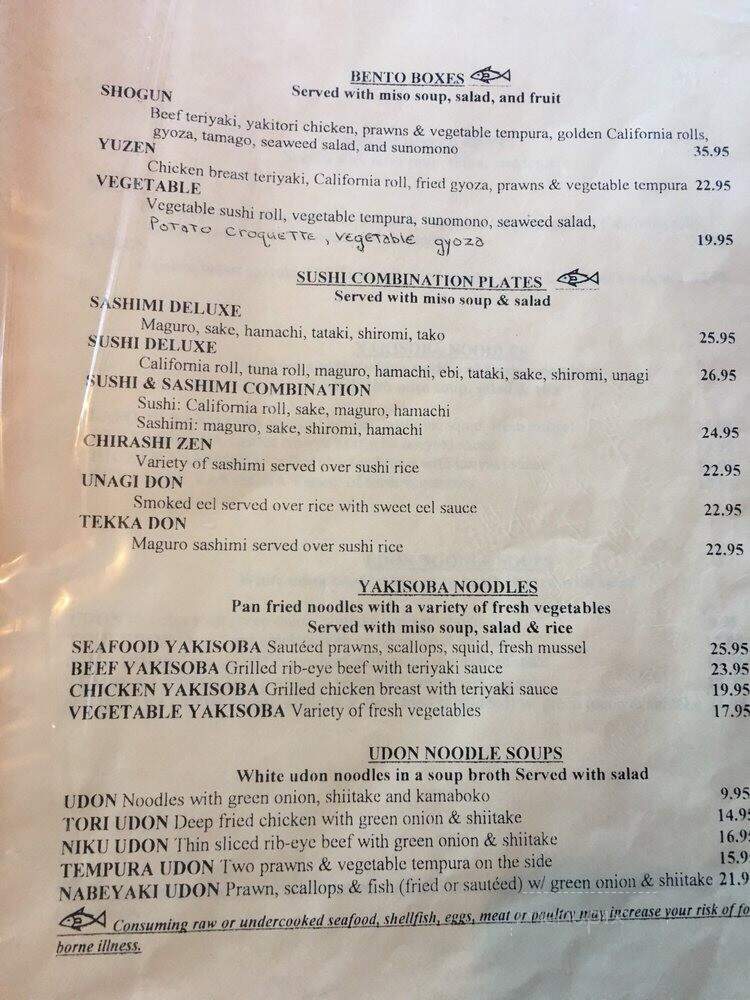 BENTO BOXES
Served with miso soup, salad, and fruit
SHOGUN
Beef teriyaki, yakitori chicken, prawns & vegetable tempura, golden California rolls,
gyoza, tamago, seaweed salad, and sunomono 35.95
YUZEN
Chicken breast teriyaki, California roll, fried gyoza, prawns & vegetable tempura 22.95
VEGETABLE
Vegetable sushi roll, vegetable tempura, sunomono, seaweed salad,
POTATO CROQUETTE, VEGETABLE gyoza 19.95
SUSHI COMBINATION PLATES
Served with miso soup & salad
SASHIMI DELUXE
Maguro, sake, hamachi, tataki, shiromi, tako 25.95
SUSHI DELUXE
California roll, tuna roll, maguro, hamachi, ebi, tataki, sake, shiromi, unagi 26.95
SUSHI & SASHIMI COMBINATION
Sushi: California roll, sake, maguro, hamachi
Sashimi: maguro, sake, shiromi, hamachi 24.95
CHIRASHI ZEN
Variety of sashimi served over sushi rice 22.95
UNAGI DON
Smoked eel served over rice with sweet eel sauce 22.95
TEKKA DON
Maguro sashimi served over sushi rice 22.95
YAKISOBA NOODLES
Pan fried noodles with a variety of fresh vegetables
Served with miso soup, salad & rice
SEAFOOD YAKISOBA Sautéed prawns, scallops, squid, fresh mussel 25.95
BEEF YAKISOBA Grilled rib-eye beef with teriyaki sauce 23.95
CHICKEN YAKISOBA Grilled chicken breast with teriyaki sauce 19.95
VEGETABLE YAKISOBA Variety of fresh vegetables 17.95
UDON NOODLE SOUPS
White udon noodles in a soup broth Served with salad
UDON Noodles with green onion, shiitake and kamaboko 9.95
TORI UDON Deep fried chicken with green onion & shiitake 14.95
NIKU UDON Thin sliced rib-eye beef with green onion & shiitake 16.9
TEMPURA UDON Two prawns & vegetable tempura on the side 15.9
NABEYAKI UDON Prawn, scallops & fish (fried or sautéed) w/ green onion & shiitake 21.9
Consuming raw or undercooked seafood, shellfish, eggs, meat or poultry may increase your risk of fo
borne illness.